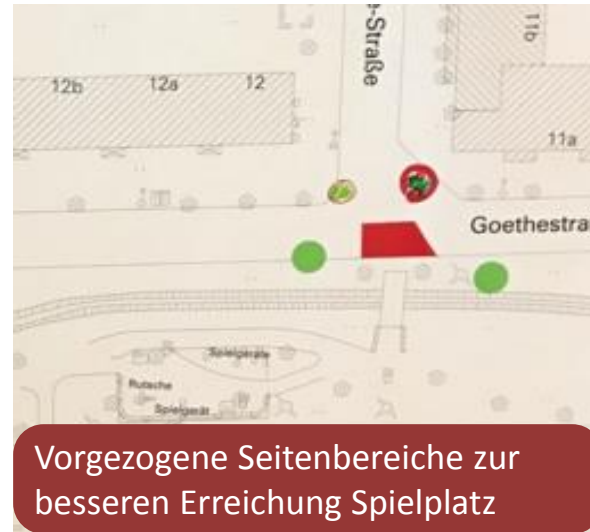 e-Straße
11b
12b 12a 12
11a
Goethestra
Spielgeräte
Rutsche
Spielgerät
Vorgezogene Seitenbereiche zur
besseren Erreichung Spielplatz